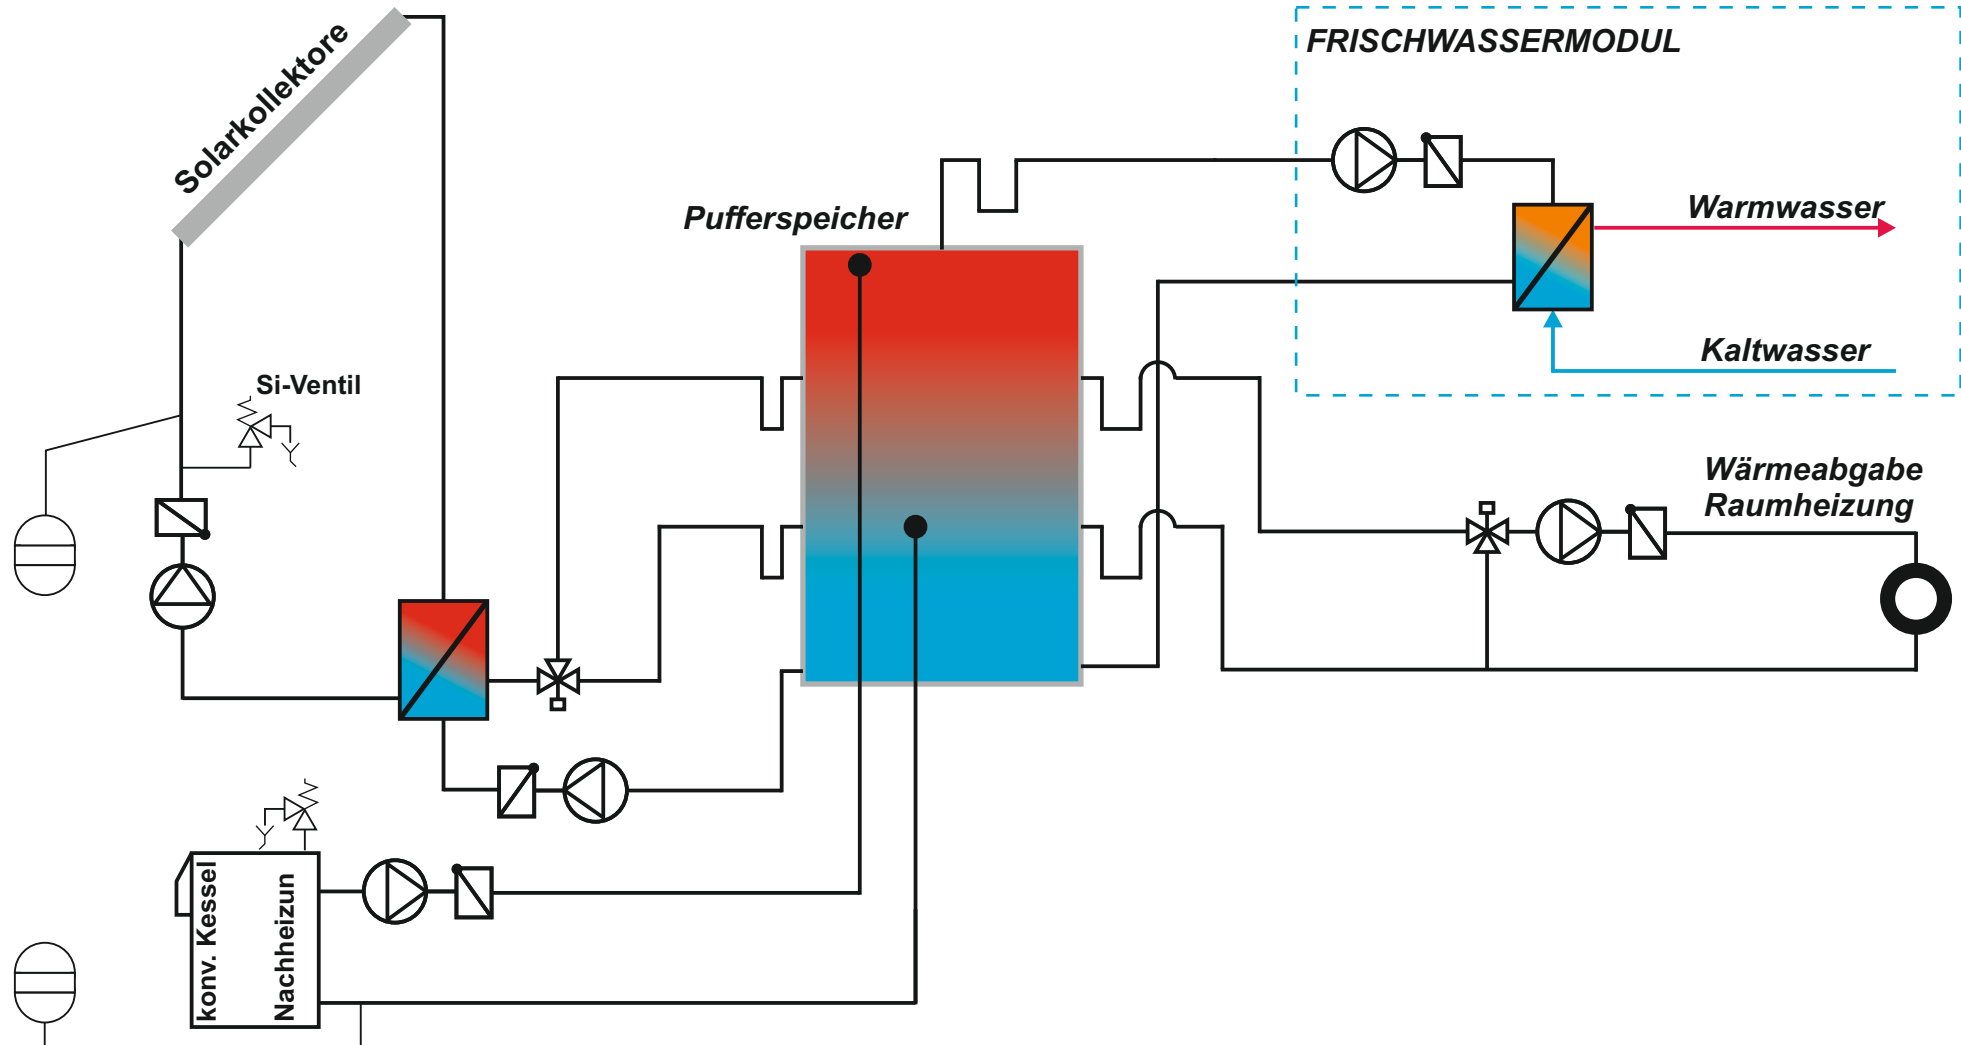 Solarkollektore
FRISCHWASSERMODUL
Pufferspeicher
Warmwasser
Kaltwasser
Si-Ventil
Wärmeabgabe
Raumheizung
konv. Kessel
Nachheizun